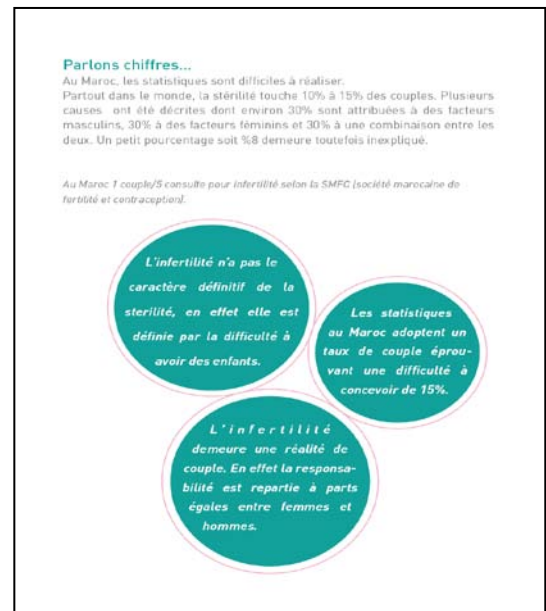 Parlons chiffres...
Au Maroc, les statistiques sont difficiles à réaliser.
Partout dans le monde, la stérilité touche 10% à 15% des couples. Plusieurs
causes ont été décrites dont environ 30% sont attribuées à des facteurs
masculins, 30% à des facteurs féminins et 30% à une combinaison entre les
deux. Un petit pourcentage soit %8 demeure toutefois inexpliqué.
Au Maroc 1 couple/5 consulte pour infertilité selon la SMFC (société marocaine de
fertilité et contraception).
L'infertilité n'a pas le
caractère définitif de la
sterilité, en effet elle est
définie par la difficulté à
avoir des enfants.
Les statistiques
au Maroc adoptent un
taux de couple éprou-
vant une difficulté à
concevoir de 15%.
L'infertilité
demeure une réalité de
couple. En effet la responsa-
bilité est repartie à parts
égales entre femmes et
hommes.